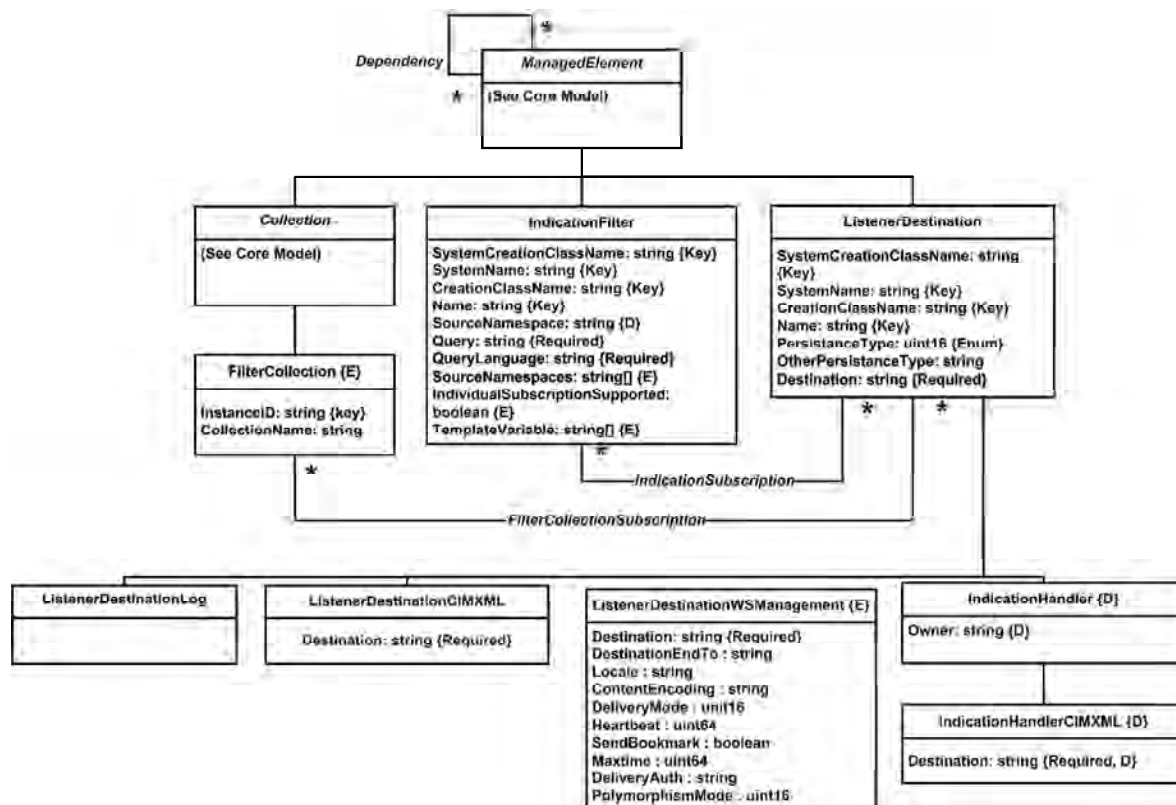 *
Dependency
ManagedElement
*
(See Core Model)
Collection
(See Core Model)
IndicationFilter
SystemCreationClassName: string {Key}
SystemName: string {Key}
CreationClassName: string {Key}
Name: string {Key}
SourceNamespace: string {D}
Query: string {Required}
QueryLanguage: string {Required}
SourceNamespaces: string[] {E}
IndividualSubscriptionSupported:
boolean {E}
TemplateVariable: string[] {E}
*
ListenerDestination
SystemCreationClassName: string
{Key}
SystemName: string {Key}
CreationClassName: string {Key}
Name: string {Key}
PersistanceType: uint16 {Enum}
OtherPersistanceType: string
Destination: string {Required}
*
*
FilterCollection {E}
InstanceID: string {key}
CollectionName: string
*
IndicationSubscription
FilterCollectionSubscription
ListenerDestinationLog
ListenerDestinationCIMXML
Destination: string {Required}
ListenerDestinationWSManagement {E}
Destination: string {Required}
DestinationEndTo : string
Locale : string
ContentEncoding : string
DeliveryMode : unit16
Heartbeat : uint64
SendBookmark : boolean
Maxtime : uint64
DeliveryAuth : string
PolymorphismMode : uint16
IndicationHandler {D}
Owner: string {D}
IndicationHandlerCIMXML {D}
Destination: string {Required, D}